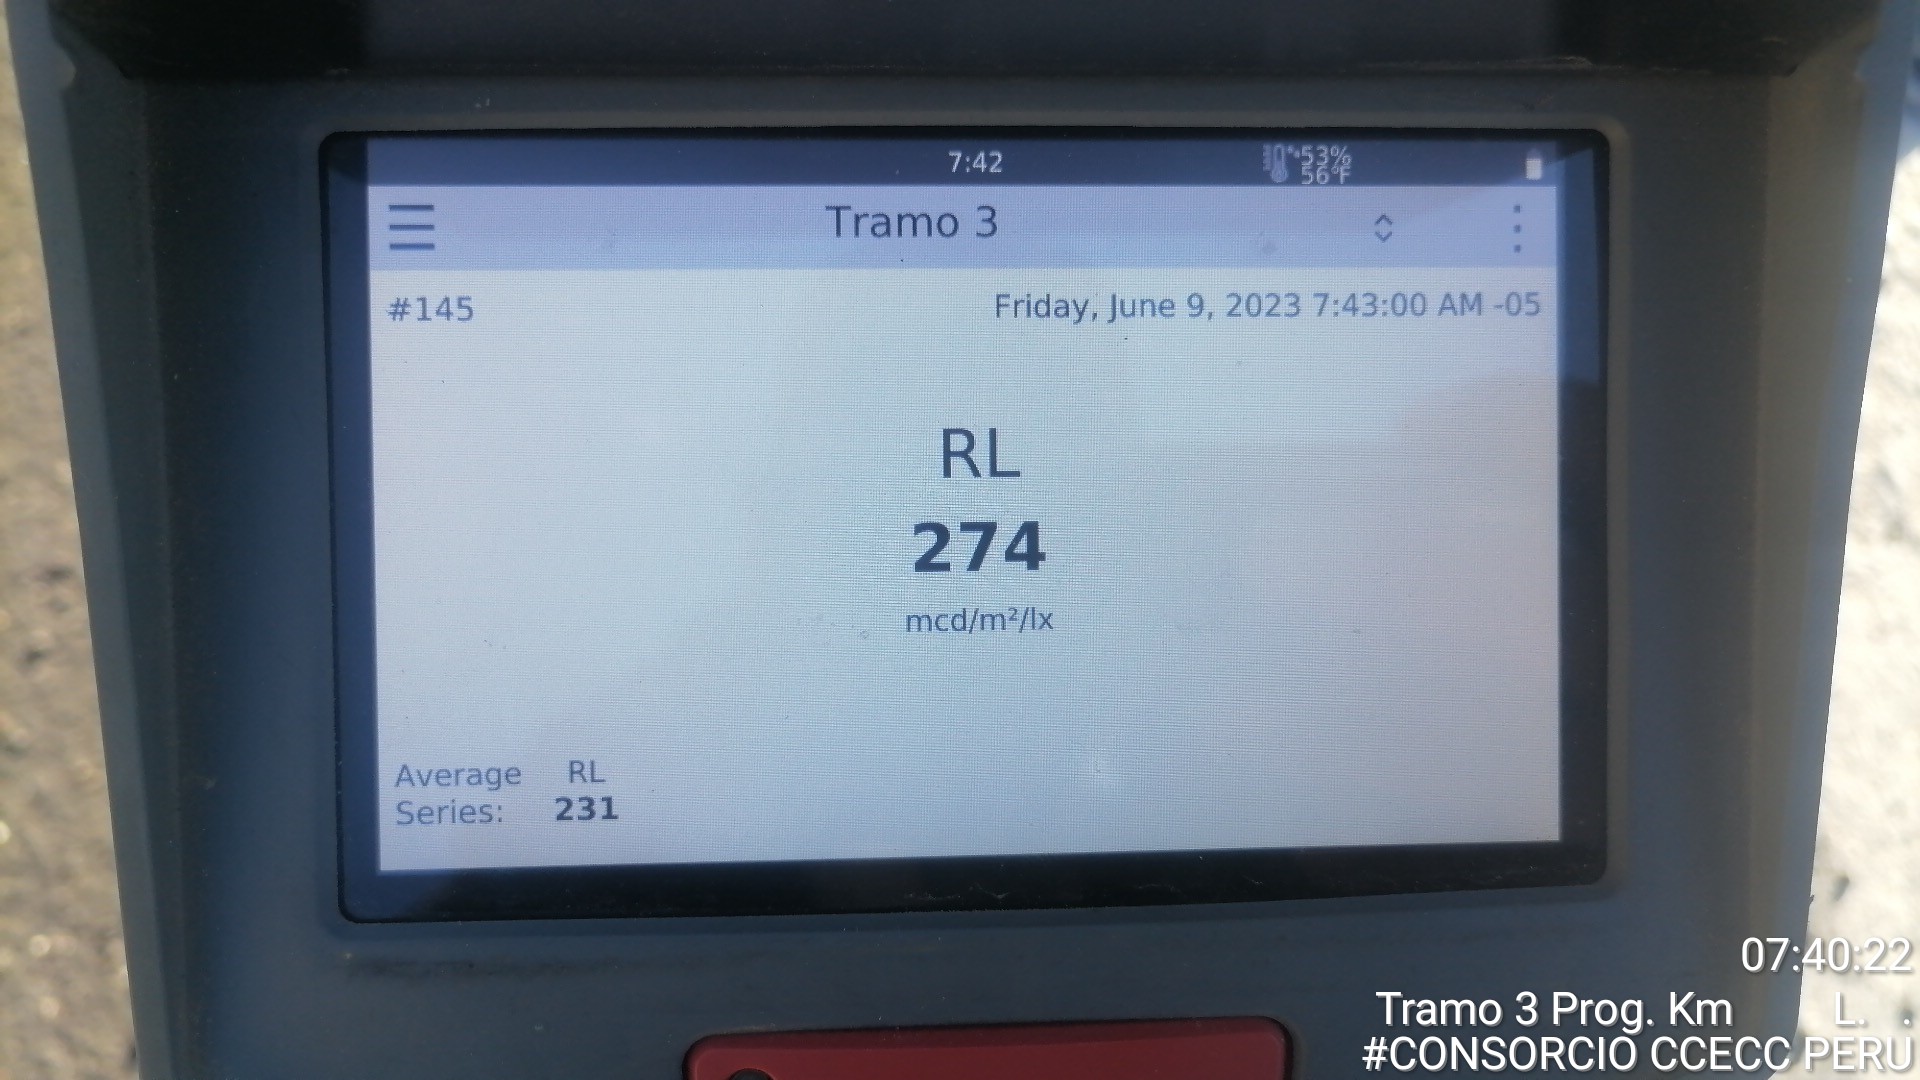 7:42
53%
56°F
Tramo 3
#145
Friday, June 9, 2023 7:43:00 AM -05
RL
274
mcd/m²/lx
Average RL
Series: 231
07:40:22
Tramo 3 Prog. Km L. .
#CONSORCIO CCECC PERU